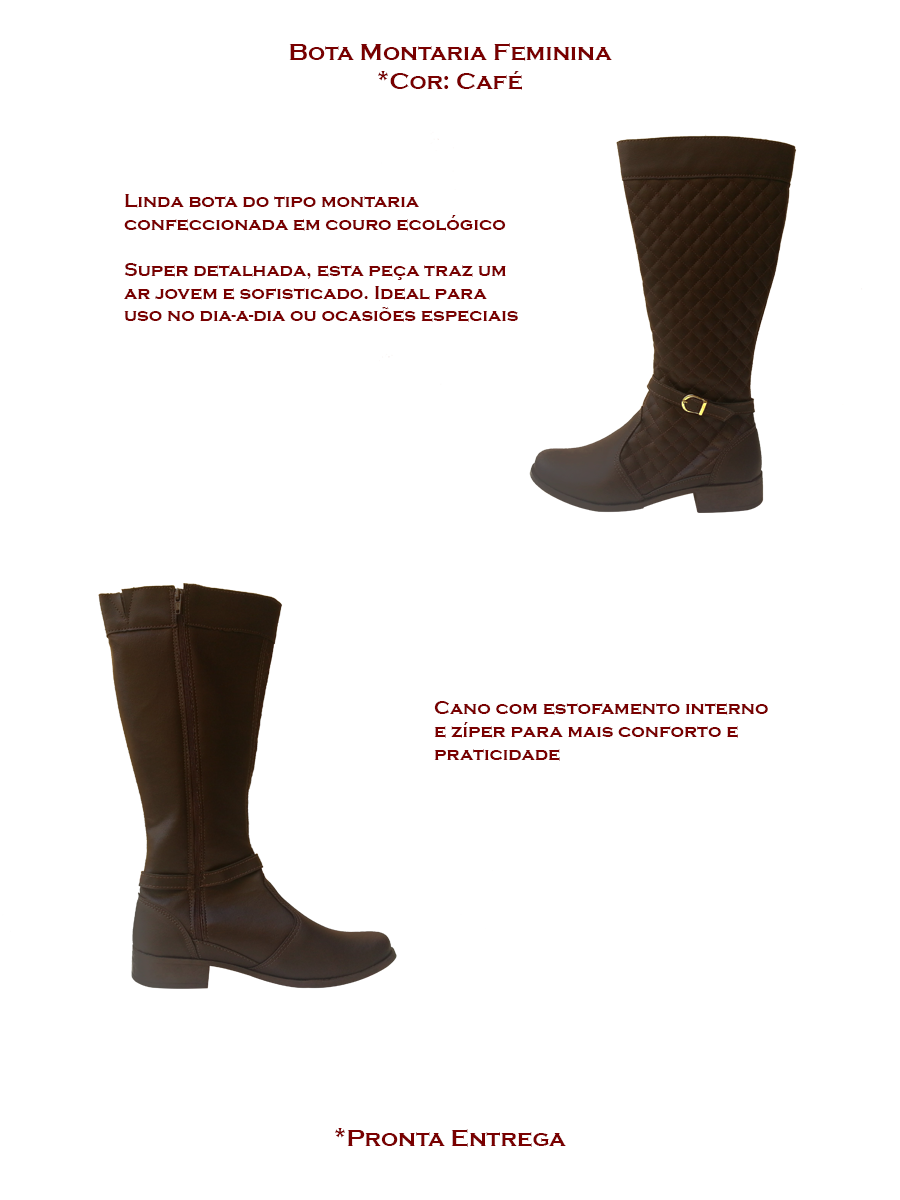 Bota Montaria Feminina
*Cor: Café
Linda bota do tipo montaria
confeccionada em couro ecológico
Super detalhada, esta peça traz um
ar jovem e sofisticado. Ideal para
uso no dia-a-dia ou ocasiões especiais
Cano com estofamento interno
e zíper para mais conforto e
praticidade
*Pronta Entrega